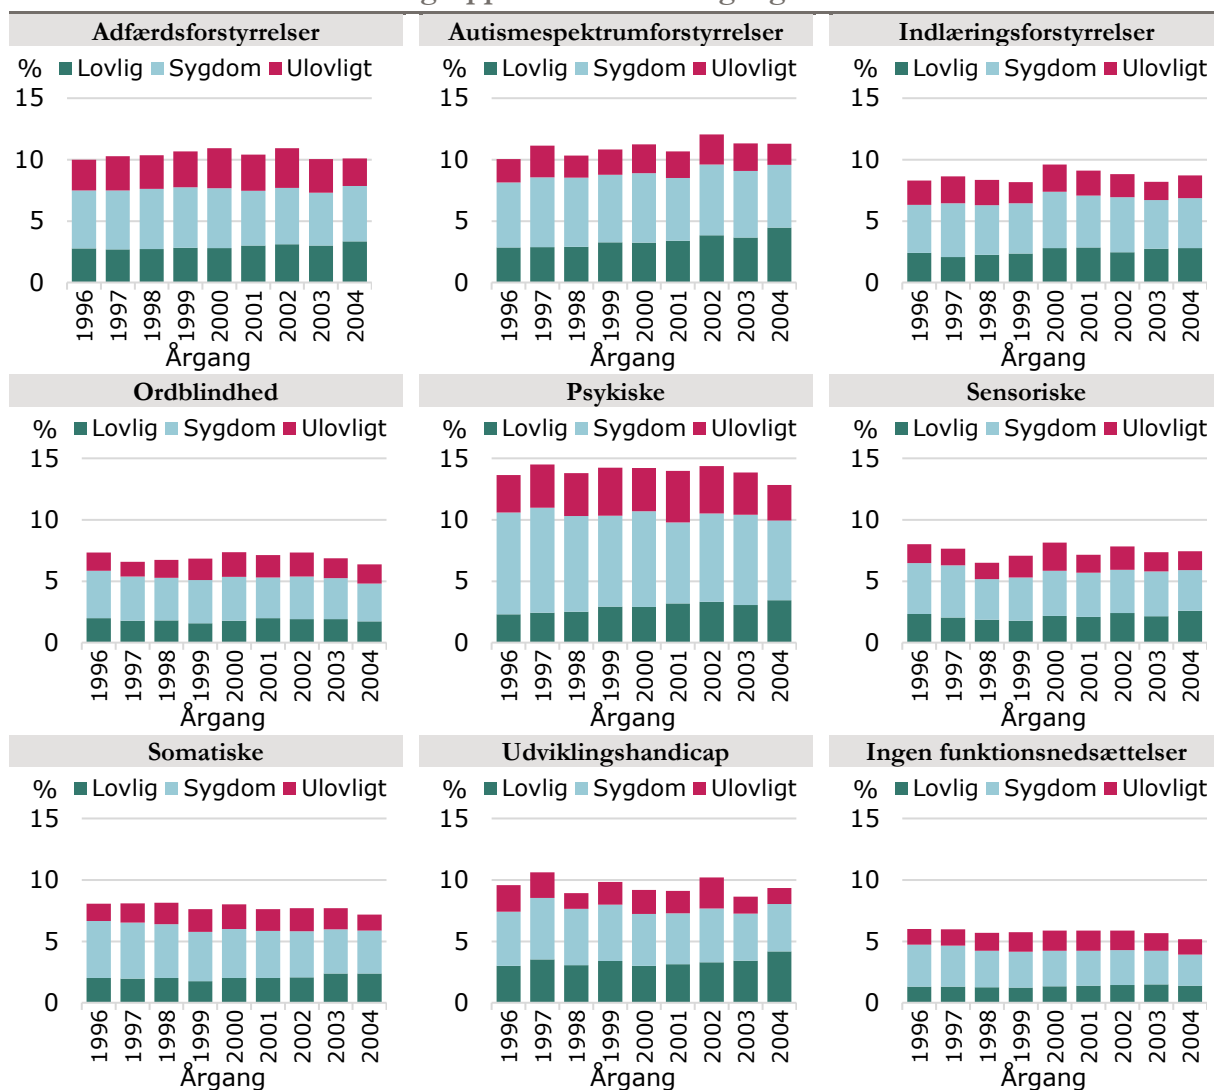 Adfærdsforstyrrelser
% Lovlig Sygdom Ulovligt
15
10
5
0
1996 1997 1998 1999 2000 2001 2002 2003 2004
Årgang
Autismespektrumforstyrrelser
% Lovlig Sygdom Ulovligt
15
10
5
0
1996 1997 1998 1999 2000 2001 2002 2003 2004
Årgang
Indlæringsforstyrrelser
% Lovlig Sygdom Ulovligt
15
10
5
0
1996 1997 1998 1999 2000 2001 2002 2003 2004
Årgang
Ordblindhed
% Lovlig Sygdom Ulovligt
15
10
5
0
1996 1997 1998 1999 2000 2001 2002 2003 2004
Årgang
Psykiske
% Lovlig Sygdom Ulovligt
15
10
5
0
1996 1997 1998 1999 2000 2001 2002 2003 2004
Årgang
Sensoriske
% Lovlig Sygdom Ulovligt
15
10
5
0
1996 1997 1998 1999 2000 2001 2002 2003 2004
Årgang
Somatiske
% Lovlig Sygdom Ulovligt
15
10
5
0
1996 1997 1998 1999 2000 2001 2002 2003 2004
Årgang
Udviklingshandicap
% Lovlig Sygdom Ulovligt
15
10
5
0
1996 1997 1998 1999 2000 2001 2002 2003 2004
Årgang
Ingen funktionsnedsættelser
% Lovlig Sygdom Ulovligt
15
10
5
0
1996 1997 1998 1999 2000 2001 2002 2003 2004
Årgang